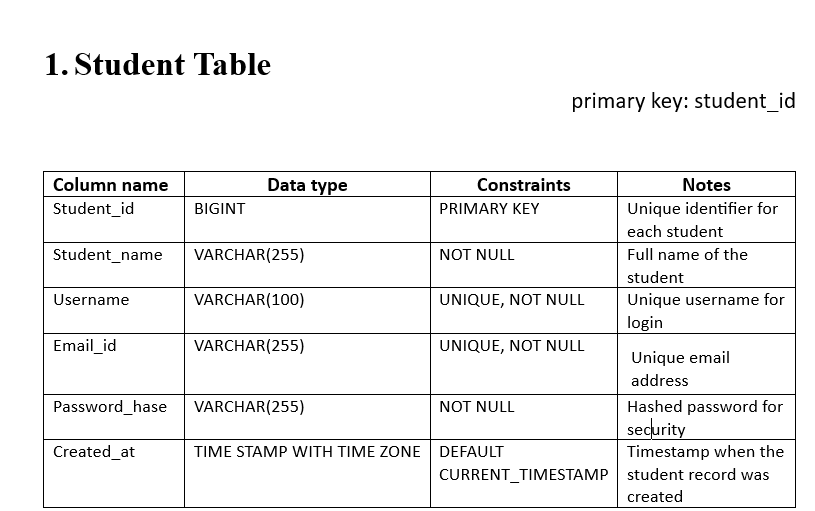 1. Student Table
primary key: student_id
Column name Data type Constraints Notes
Student_id BIGINT PRIMARY KEY Unique identifier for
each student
Student_name VARCHAR(255) NOT NULL Full name of the
student
Username VARCHAR(100) UNIQUE, NOT NULL Unique username for
login
Email_id VARCHAR(255) UNIQUE, NOT NULL
Unique email
address
Password_hase VARCHAR(255) NOT NULL Hashed password for
security
Created_at TIME STAMP WITH TIME ZONE DEFAULT Timestamp when the
CURRENT_TIMESTAMP student record was
created